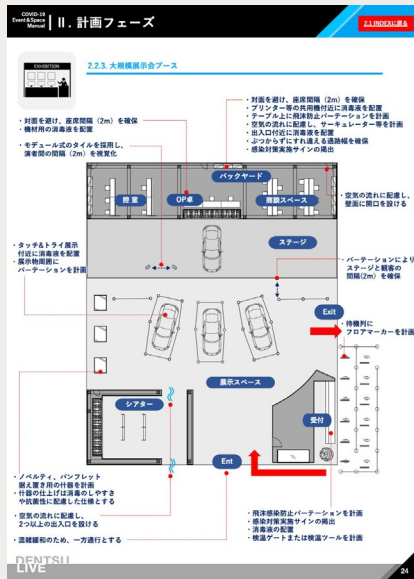 COVID-19
Event&Space
Manual
II. 計画フェーズ
2.1 INDEXに戻る
EXHIBITION
2.2.3. 大規模展示会ブース
・対面を避け、座席間隔（2m）を確保
・機材用の消毒液を配置
・モデュール式のタイルを採用し、
演者間の間隔（2m）を視覚化
・対面を避け、座席間隔（2m）を確保
・プリンター等の共用機付近に消毒液を配置
・テーブル上に飛沫防止パーテーションを計画
・空気の流れに配慮し、サーキュレーター等を計画
・出入口付近に消毒液を配置
・ぶつからずにすれ違える通路幅を確保
・感染対策実施サインの掲出
バックヤード
控室
OP卓
商談スペース
・空気の流れに配慮し、
壁面に開口を設ける
ステージ
・タッチ&トライ展示
付近に消毒液を配置
・展示物周囲に
パーテーションを計画
・パーテーションにより
ステージと観客の
間隔(2m)を確保
Exit
・待機列に
フロアマーカーを計画
展示スペース
シアター
受付
Ent
・ノベルティ、パンフレット
据え置き用の什器を計画
・什器の仕上げは消毒のしやすさ
や抗菌性に配慮した仕様とする
・空気の流れに配慮し、
2つ以上の出入口を設ける
・混雑緩和のため、一方通行とする
・飛沫感染防止パーテーションを計画
・感染対策実施サインの掲出
・消毒液の配置
・検温ゲートまたは検温ツールを計画
DENTSU
LIVE
24